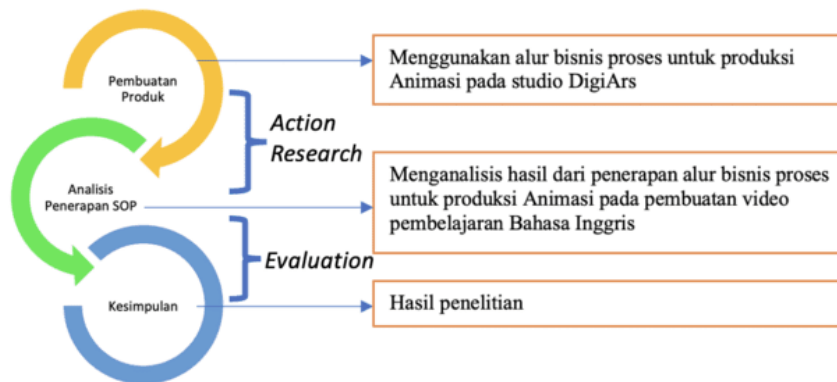 Pembuatan
Produk
Menggunakan alur bisnis proses untuk produksi
Animasi pada studio DigiArs
Action
Research
Analisis
Penerapan SOP
Menganalisis hasil dari penerapan alur bisnis proses
untuk produksi Animasi pada pembuatan video
pembelajaran Bahasa Inggris
Evaluation
Kesimpulan
Hasil penelitian